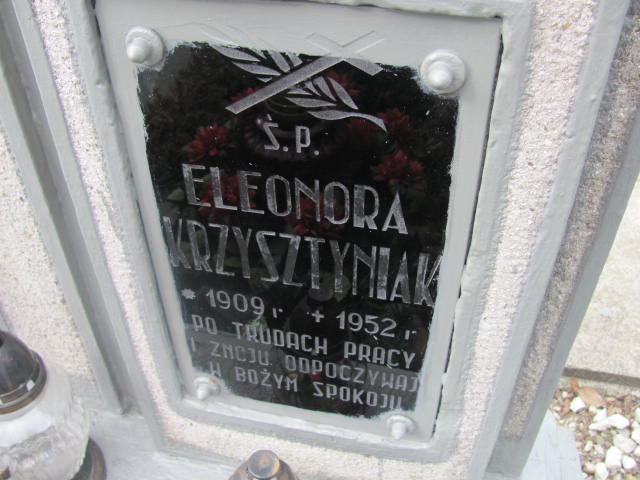 Ś.P.
ELEONORA
KRZYSZTYNIAK
* 1909 r. + 1952 r
PO TRUDACH PRACY
I ZNOJU ODPOCZYWAJ
W BOŻYM SPOKOJU